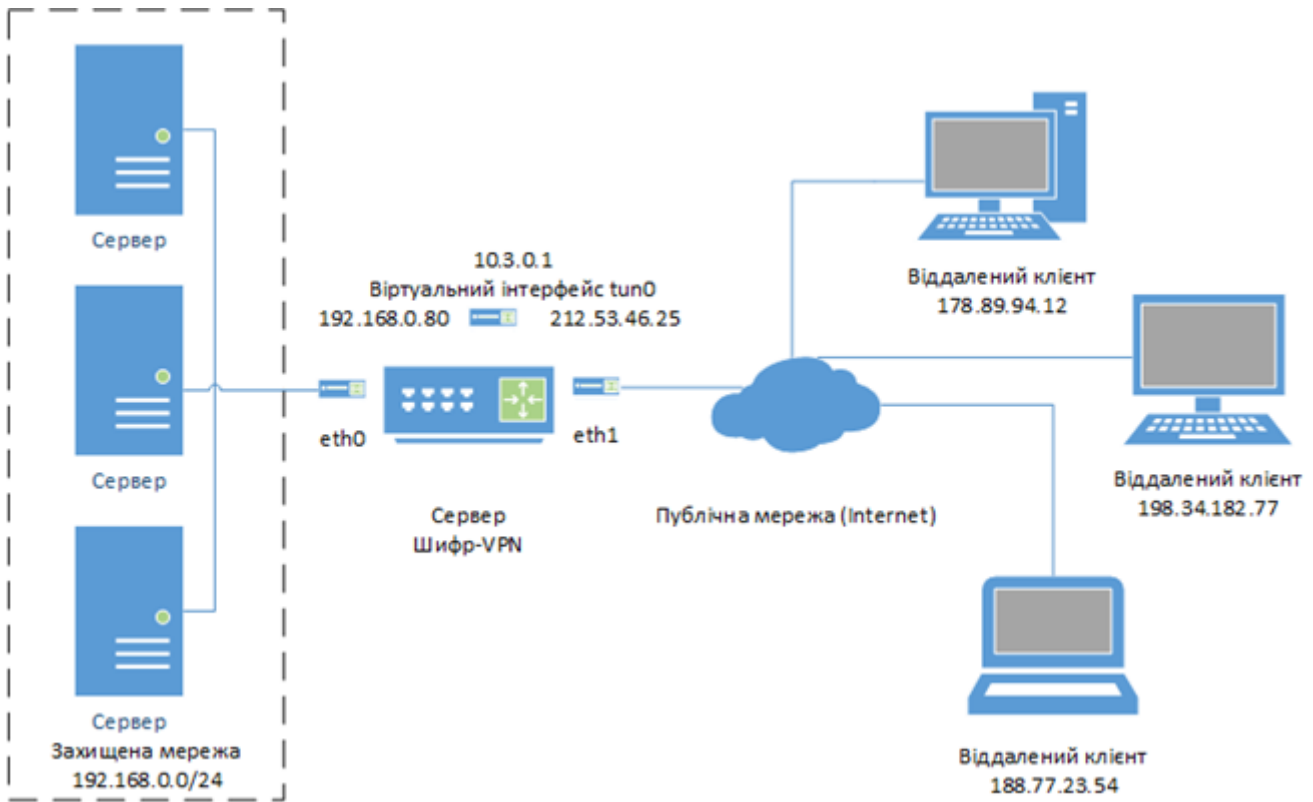 Сервер
Сервер
Сервер
Захищена мережа
192.168.0.0/24
10.3.0.1
Віртуальний інтерфейс tun0
192.168.0.80
212.53.46.25
eth0
eth1
Сервер
Шифр-VPN
Публічна мережа (Internet)
Віддалений клієнт
178.89.94.12
Віддалений клієнт
198.34.182.77
Віддалений клієнт
188.77.23.54